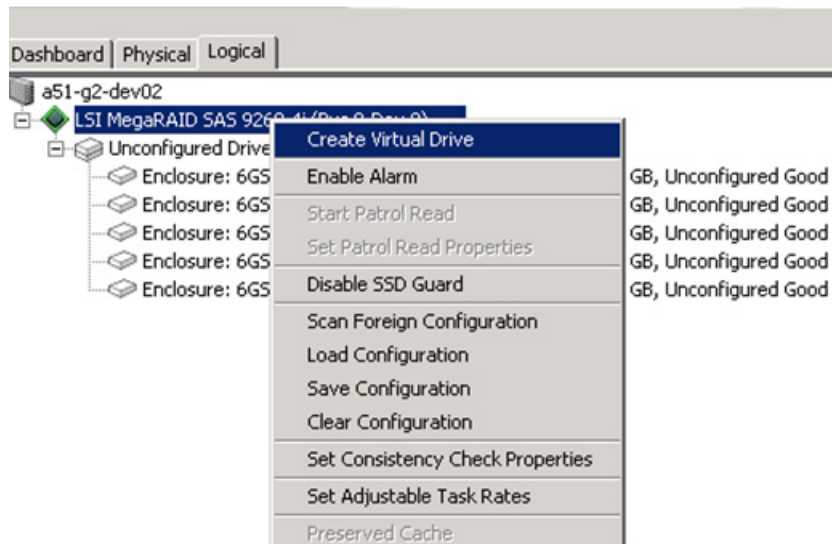 Dashboard Physical Logical
a51-g2-dev02
LSI MegaRAID SAS
Unconfigured Drive
Enclosure: 6GS
GB, Unconfigured Good
Enclosure: 6GS
GB, Unconfigured Good
Enclosure: 6GS
GB, Unconfigured Good
Enclosure: 6GS
GB, Unconfigured Good
Enclosure: 6GS
GB, Unconfigured Good
Create Virtual Drive
Enable Alarm
Start Patrol Read
Set Patrol Read Properties
Disable SSD Guard
Scan Foreign Configuration
Load Configuration
Save Configuration
Clear Configuration
Set Consistency Check Properties
Set Adjustable Task Rates
Preserved Cache